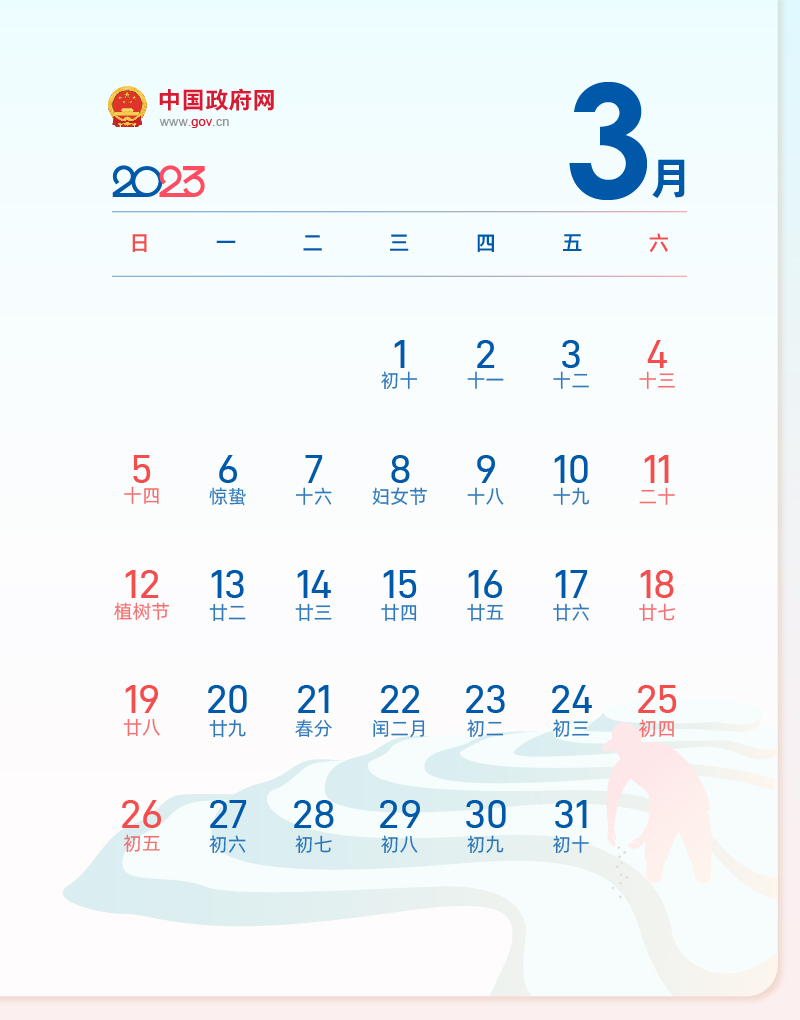 中国政府网
www.gov.cn
2023
3月
日 一 二 三 四 五 六
1 2 3 4
初十 十一 十二 十三
5 6 7 8 9 10 11
十四 惊蛰 十六 妇女节 十八 十九 二十
12 13 14 15 16 17 18
植树节 廿二 廿三 廿四 廿五 廿六 廿七
19 20 21 22 23 24 25
廿八 廿九 春分 闰二月 初二 初三 初四
26 27 28 29 30 31
初五 初六 初七 初八 初九 初十